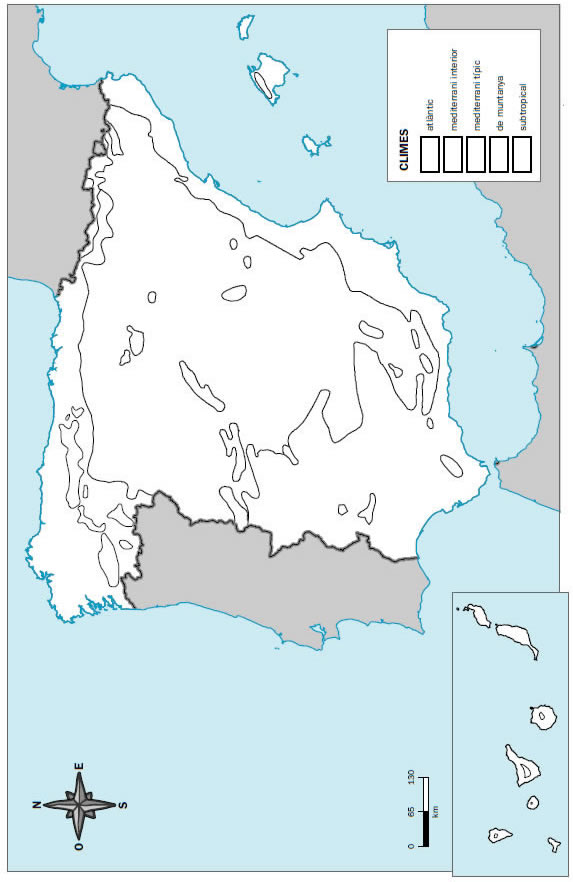 CLIMES
atlàntic
mediterrani interior
mediterrani típic
de muntanya
subtropical
N
O
E
S
0 65 130
km